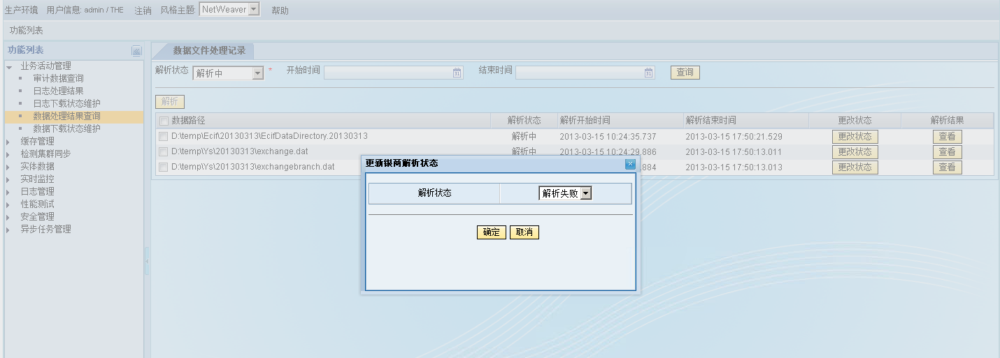 生产环境 用户信息: admin / THE 注销 风格主题: NetWeaver 帮助
功能列表
功能列表
业务活动管理
审计数据查询
日志处理结果
日志下载状态维护
数据处理结果查询
数据下载状态维护
缓存管理
检测集群同步
实体数据
实时监控
日志管理
性能测试
安全管理
异步任务管理
数据文件处理记录
解析状态 解析中 * 开始时间 31 结束时间 31 查询
解析
数据路径 解析状态 解析开始时间 解析结束时间 更改状态 解析结果
D:\temp\Ecif\20130313\EcifDataDirectory.20130313 解析中 2013-03-15 10:24:35.737 2013-03-15 17:50:21.529 更改状态 查看
D:\temp\Ys\20130313\exchange.dat 解析中 2013-03-15 10:24:29.886 2013-03-15 17:50:13.011 更改状态 查看
D:\temp\Ys\20130313\exchangebranch.dat .884 2013-03-15 17:50:13.013 更改状态 查看
更新银商解析状态
解析状态 解析失败
确定 取消